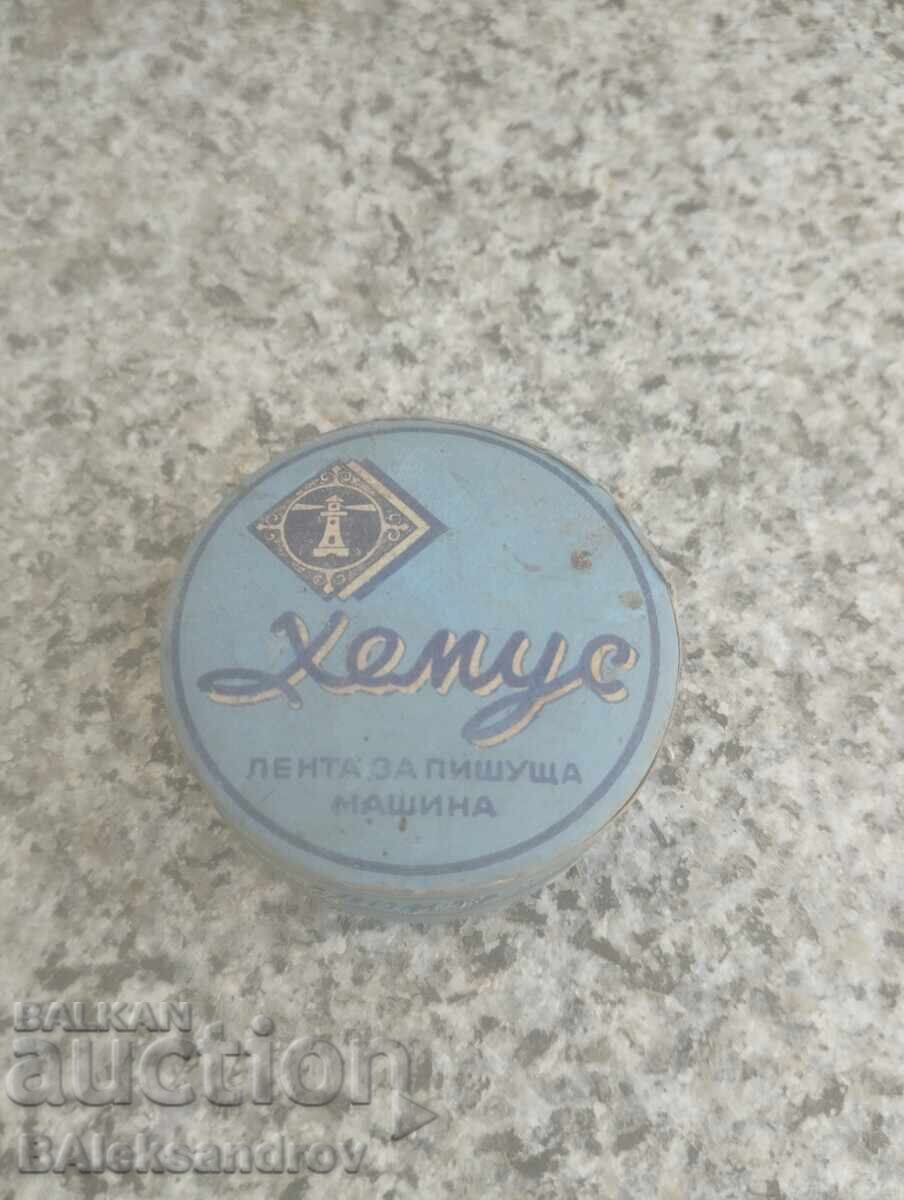 Хемус
ЛЕНТА ЗА ПИШУЩА
МАШИНА
BALKAN
auction
BAleksandrov